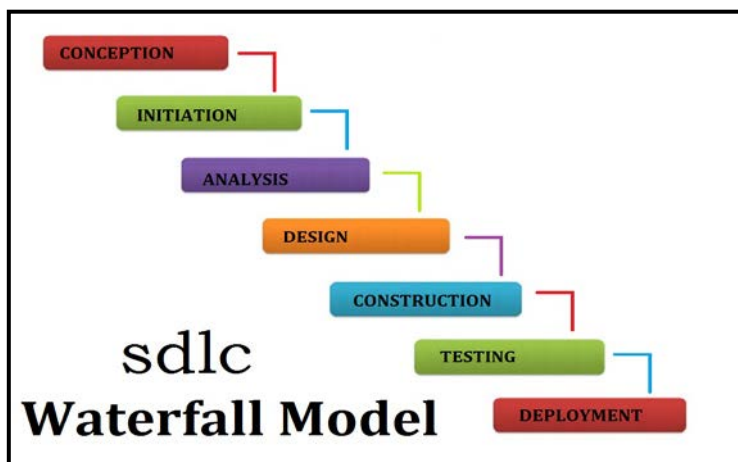 CONCEPTION
INITIATION
ANALYSIS
DESIGN
CONSTRUCTION
TESTING
DEPLOYMENT
sdlc
Waterfall Model